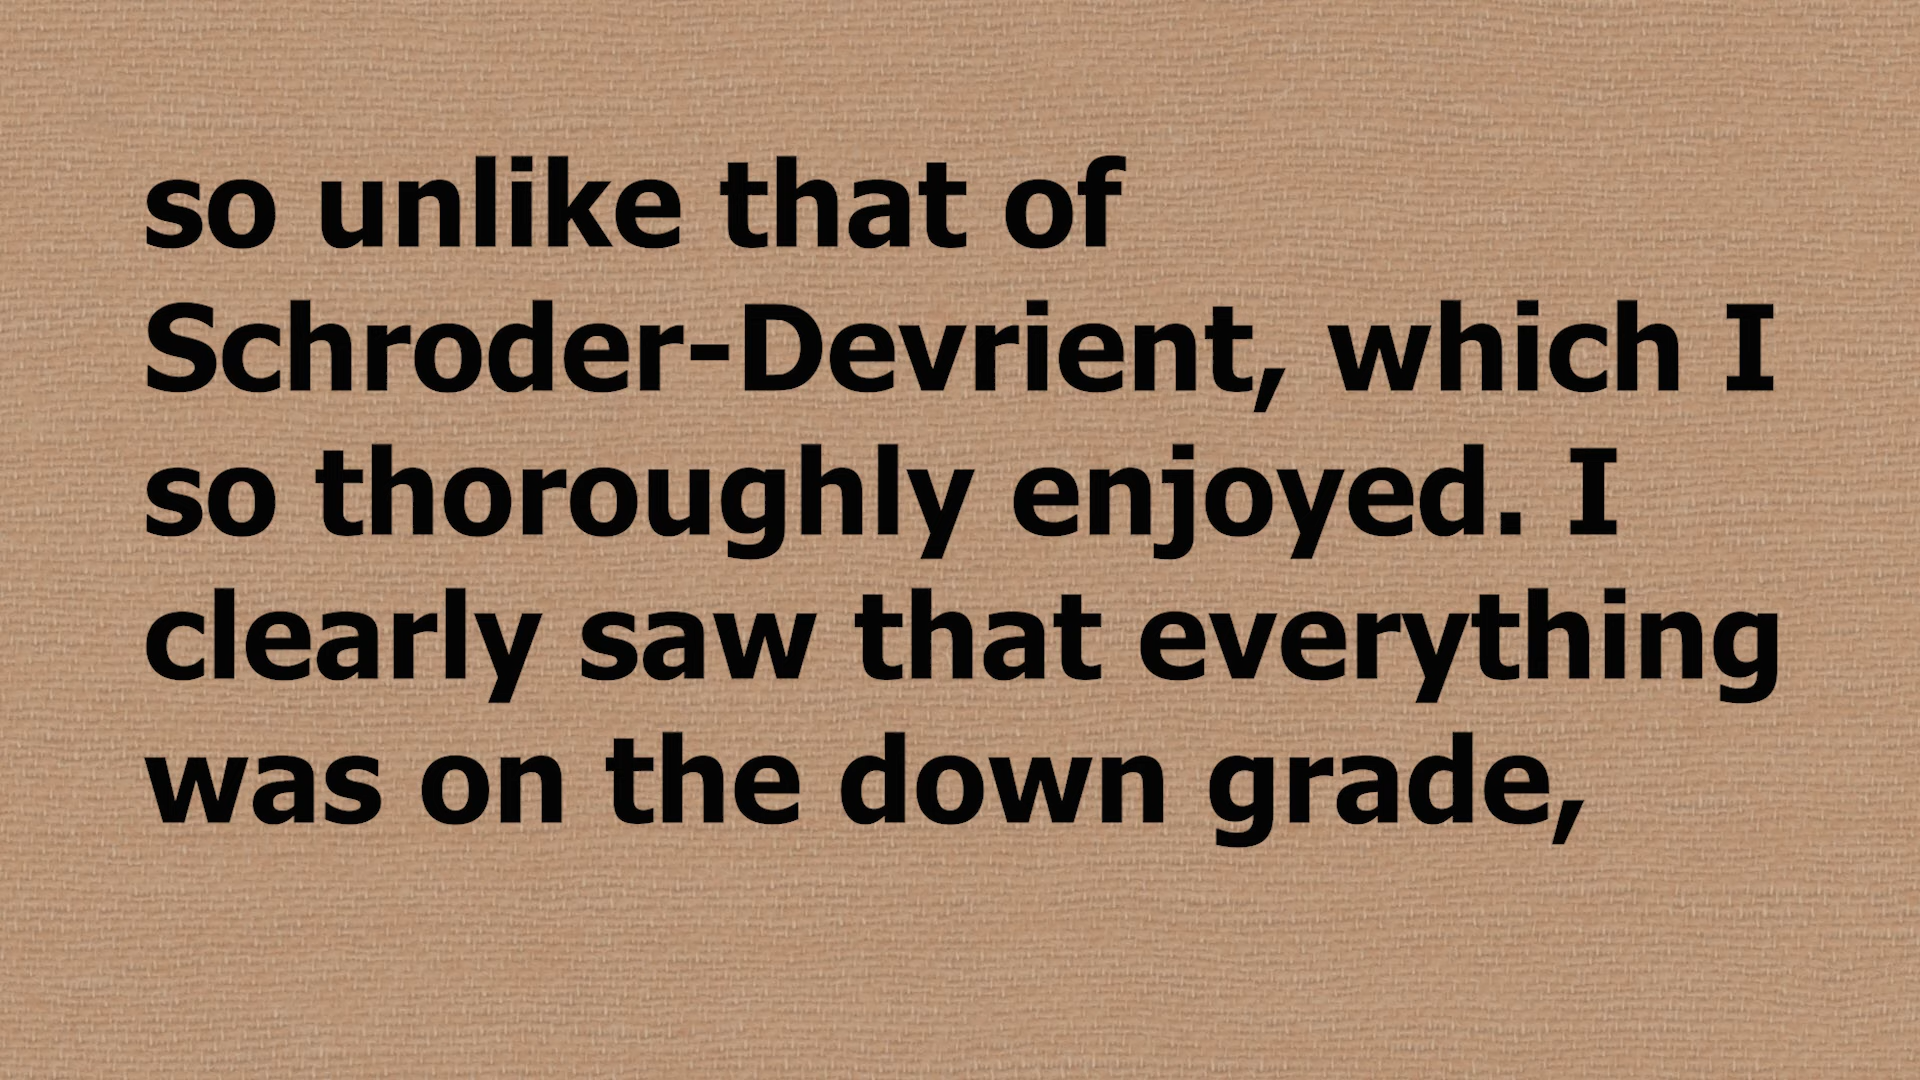 so unlike that of
Schroder-Devrient, which I
so thoroughly enjoyed. I
clearly saw that everything
was on the down grade,